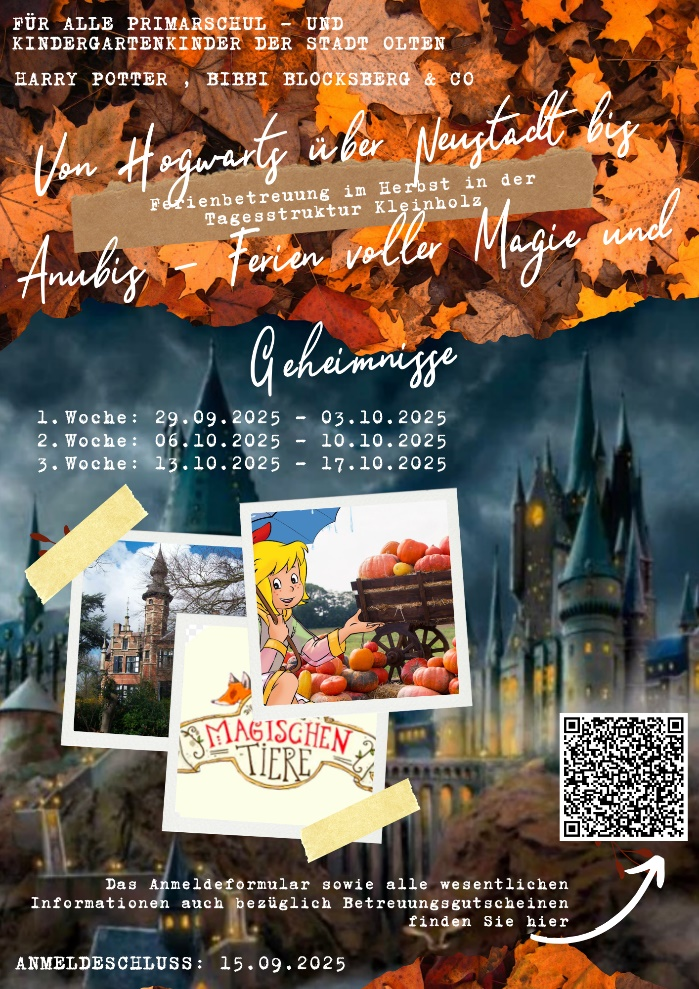 FÜR ALLE PRIMARSCHUL - UND
KINDERGARTENKINDER DER STADT OLTEN
HARRY POTTER , BIBBI BLOCKSBERG & CO
Von Hogwarts über Neustadt bis
Ferienbetreuung im Herbst in der
Tagesstruktur Kleinholz
Anubis - Ferien voller Magie und
Geheimnisse
1.Woche: 29.09.2025 - 03.10.2025
2.Woche: 06.10.2025 - 10.10.2025
3.Woche: 13.10.2025 - 17.10.2025
MAGISCHEN
TIERE
Das Anmeldeformular sowie alle wesentlichen
Informationen auch bezüglich Betreuungsgutscheinen
finden Sie hier
ANMELDESCHLUSS: 15.09.2025